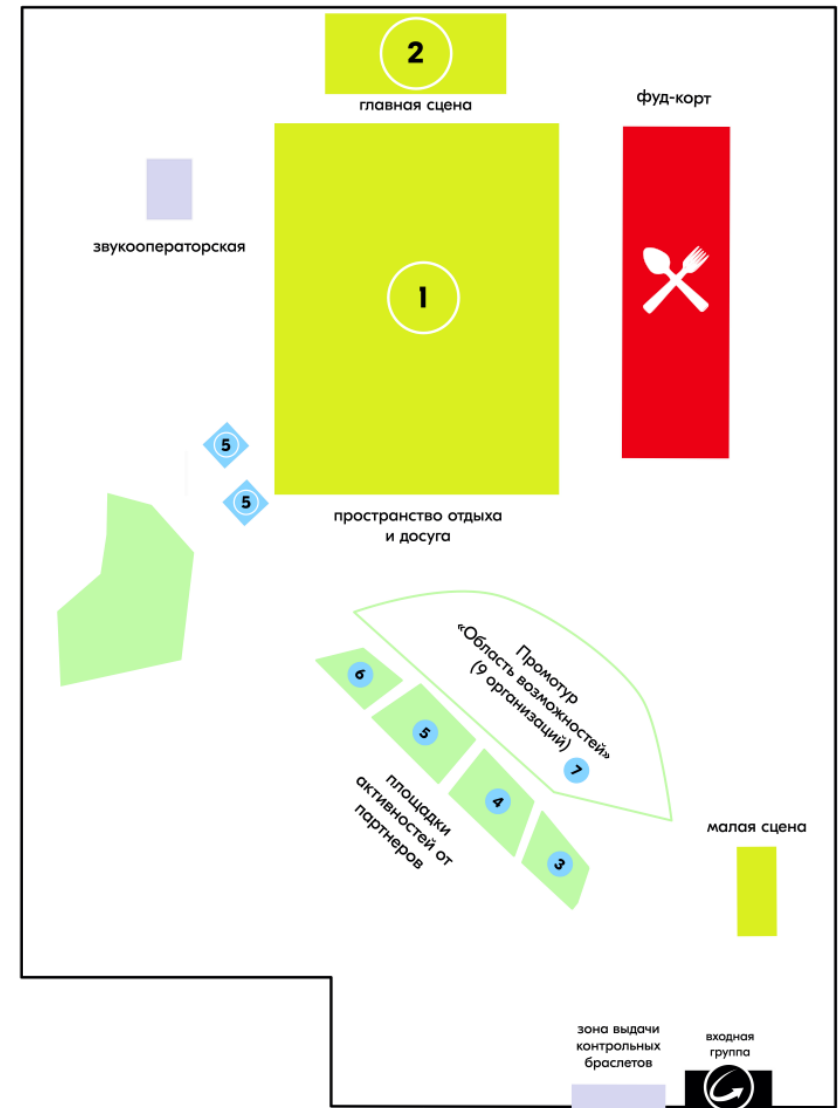 2
главная сцена
фуд-корт
звукооператорская
1
5
5
пространство отдыха
и досуга
Промотур
«Область возможностей»
(9 организаций)
7
6
5
4
3
площадки
активностей от
партнеров
малая сцена
зона выдачи
контрольных
браслетов
входная
группа